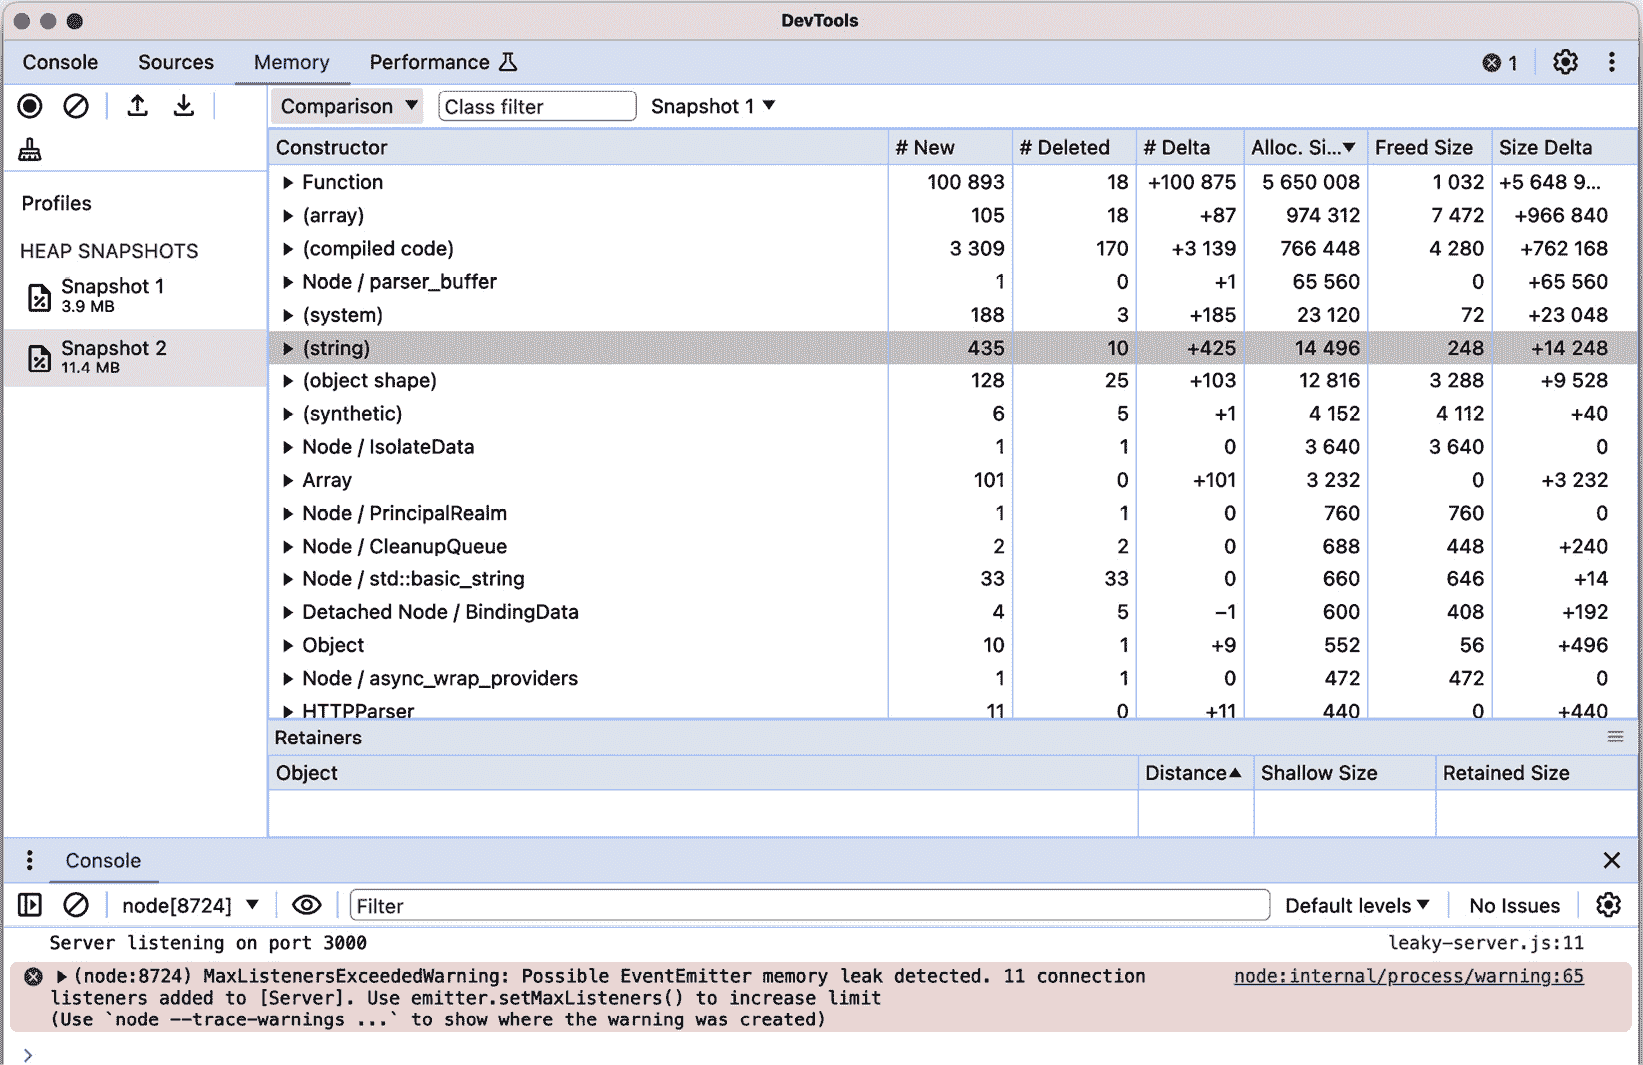 DevTools
Console Sources Memory Performance 1
Comparison ▼ Class filter Snapshot 1 ▼
Profiles
HEAP SNAPSHOTS
Snapshot 1
3.9 MB
Snapshot 2
11.4 MB
Constructor # New # Deleted # Delta Alloc. Si...▼ Freed Size Size Delta
Function 100 893 18 +100 875 5 650 008 1 032 +5 648 9...
(array) 105 18 +87 974 312 7 472 +966 840
(compiled code) 3 309 170 +3 139 766 448 4 280 +762 168
Node / parser_buffer 1 0 +1 65 560 0 +65 560
(system) 188 3 +185 23 120 72 +23 048
(string) 435 10 +425 14 496 248 +14 248
(object shape) 128 25 +103 12 816 3 288 +9 528
(synthetic) 6 5 +1 4 152 4 112 +40
Node / IsolateData 1 1 0 3 640 3 640 0
Array 101 0 +101 3 232 0 +3 232
Node / PrincipalRealm 1 1 0 760 760 0
Node / CleanupQueue 2 2 0 688 448 +240
Node / std::basic_string 33 33 0 660 646 +14
Detached Node / BindingData 4 5 −1 600 408 +192
Object 10 1 +9 552 56 +496
Node / async_wrap_providers 1 1 0 472 472 0
HTTPParser 11 0 +11 440 0 +440
Retainers
Object Distance▲ Shallow Size Retained Size
Console
node[8724] ▼ Filter Default levels ▼ No Issues
Server listening on port 3000 leaky-server.js:11
(node:8724) MaxListenersExceededWarning: Possible EventEmitter memory leak detected. 11 connection node:internal/process/warning:65
listeners added to [Server]. Use emitter.setMaxListeners() to increase limit
(Use `node --trace-warnings ...` to show where the warning was created)